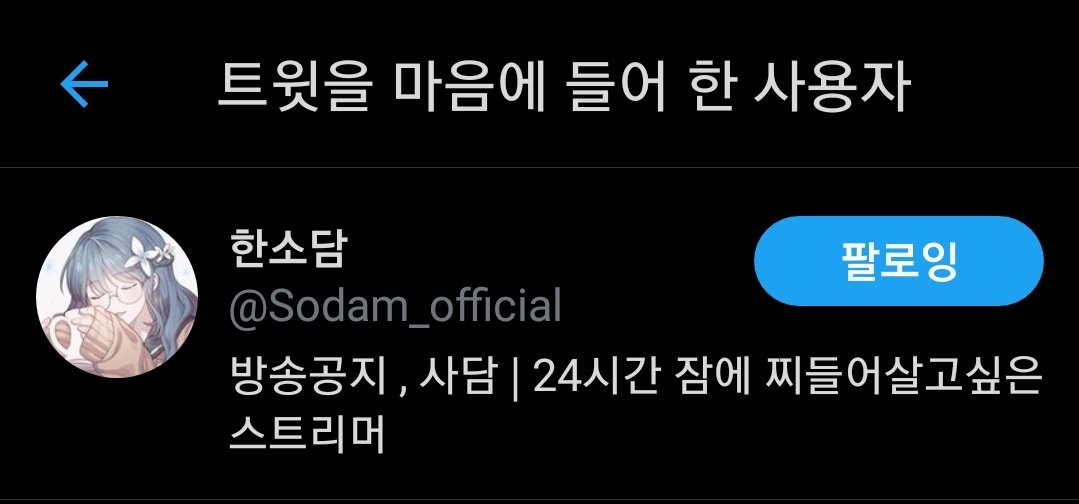 트윗을 마음에 들어 한 사용자
한소담
팔로잉
@Sodam_official
방송공지 , 사담 | 24시간 잠에 찌들어살고싶은
스트리머